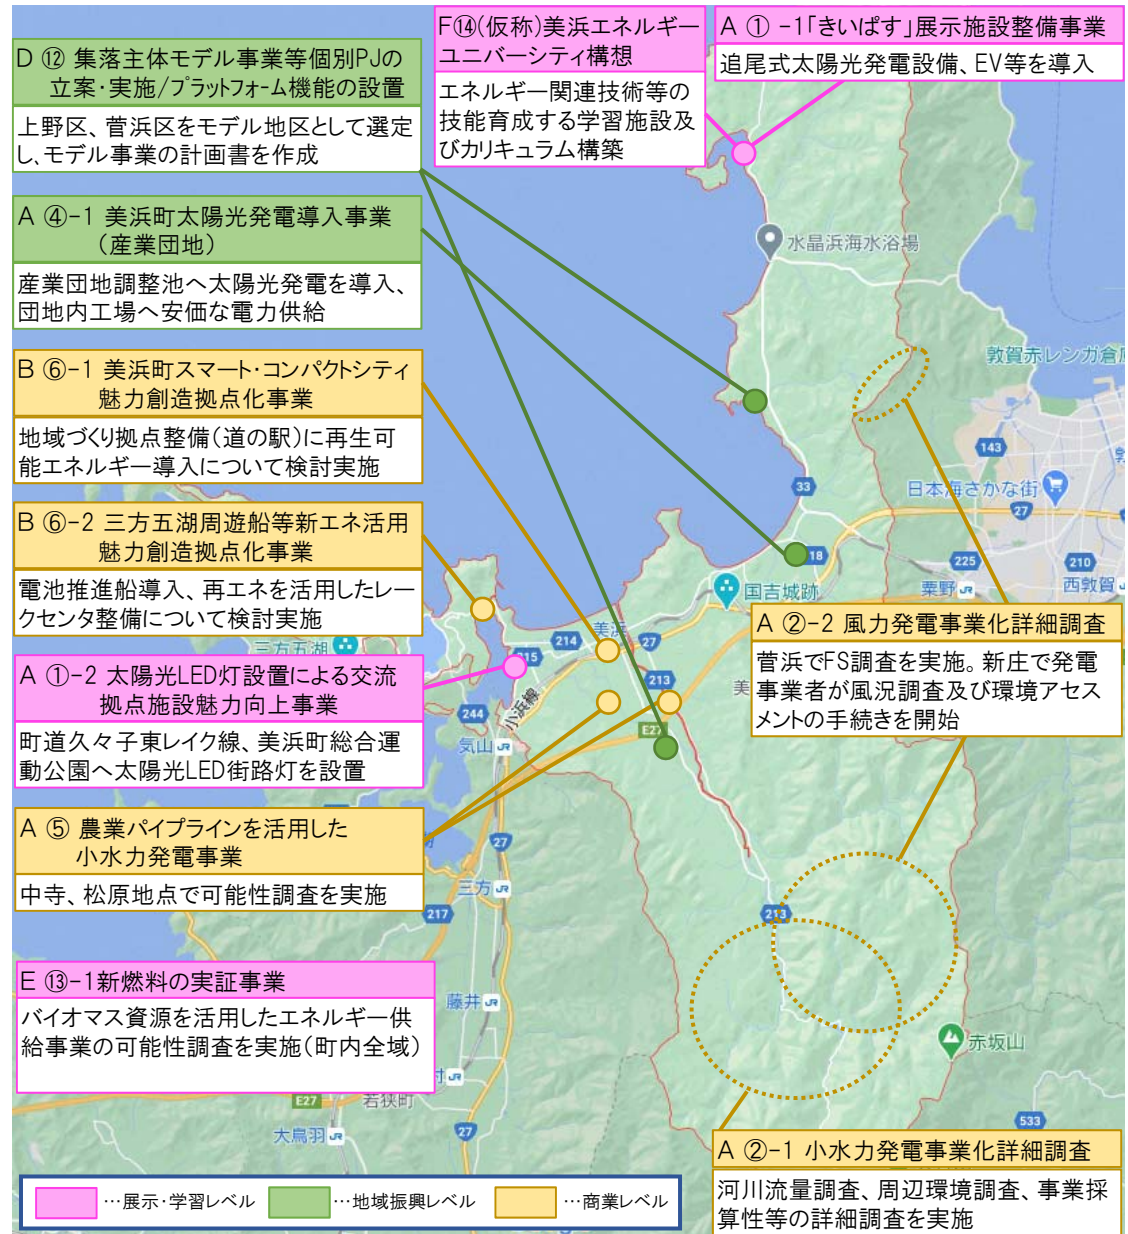 D ⑫ 集落主体モデル事業等個別PJの
立案・実施/プラットフォーム機能の設置
上野区、菅浜区をモデル地区として選定
し、モデル事業の計画書を作成
A ④-1 美浜町太陽光発電導入事業
（産業団地）
産業団地調整池へ太陽光発電を導入、
団地内工場へ安価な電力供給
B ⑥-1 美浜町スマート・コンパクトシティ
魅力創造拠点化事業
地域づくり拠点整備（道の駅）に再生可
能エネルギー導入について検討実施
B ⑥-2 三方五湖周遊船等新エネ活用
魅力創造拠点化事業
電池推進船導入、再エネを活用したレー
クセンタ整備について検討実施
A ①-2 太陽光LED灯設置による交流
拠点施設魅力向上事業
町道久々子東レイク線、美浜町総合運
動公園へ太陽光LED街路灯を設置
A ⑤ 農業パイプラインを活用した
小水力発電事業
中寺、松原地点で可能性調査を実施
E ⑬-1新燃料の実証事業
バイオマス資源を活用したエネルギー供
給事業の可能性調査を実施（町内全域）
F⑭(仮称)美浜エネルギー
ユニバーシティ構想
エネルギー関連技術等の
技能育成する学習施設及
びカリキュラム構築
A ① -1「きいぱす」展示施設整備事業
追尾式太陽光発電設備、EV等を導入
A ②-2 風力発電事業化詳細調査
菅浜でFS調査を実施。新庄で発電
事業者が風況調査及び環境アセス
メントの手続きを開始
A ②-1 小水力発電事業化詳細調査
河川流量調査、周辺環境調査、事業採
算性等の詳細調査を実施
水晶浜海水浴場
敦賀赤レンガ倉庫
143
日本海さかな街
27
33
225
210
粟野
西敦賀
18
国吉城跡
三方五湖
214
美浜
27
215
213
美
244
小浜線
気山
E27
27
三方
217
213
藤井
赤坂山
村
E27
若狭町
大鳥羽
27
533
…展示・学習レベル
…地域振興レベル
…商業レベル